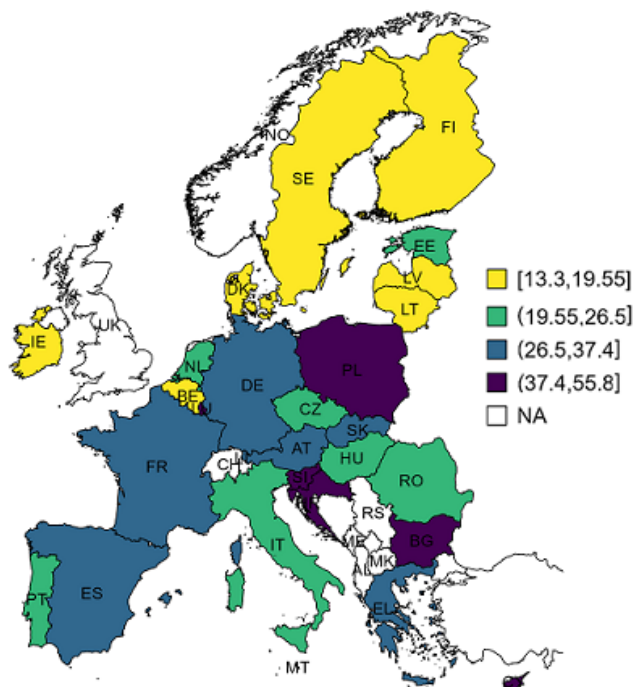 NO
FI
SE
EE
LV
LT
DK
IE
UK
NL
BE
DE
PL
LU
CZ
SK
FR
AT
CH
HU
SI
RO
RS
IT
ME
BG
MK
AL
PT
ES
EL
MT
[13.3,19.55]
(19.55,26.5]
(26.5,37.4]
(37.4,55.8]
NA